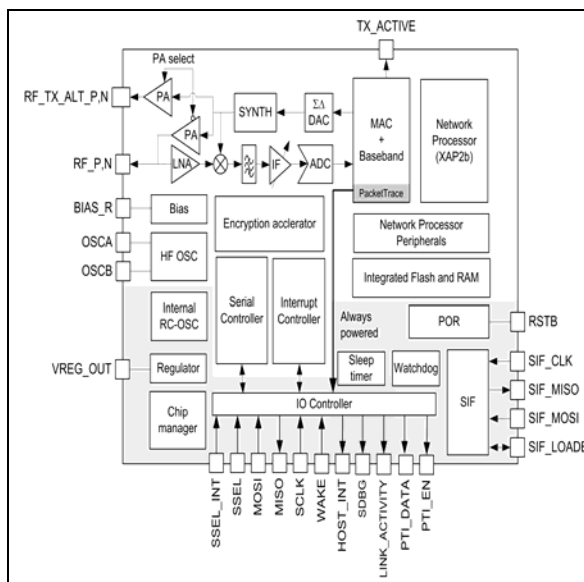 TX_ACTIVE
PA select
RF_TX_ALT_P,N
PA
SYNTH
ΣΔ
DAC
MAC
+
Baseband
Network
Processor
(XAP2b)
PA
RF_P,N
LNA
IF
ADC
PacketTrace
BIAS_R
Bias
Encryption acclerator
Network Processor
Peripherals
OSCA
HF OSC
OSCB
Integrated Flash and RAM
Serial
Controller
Interrupt
Controller
Internal
RC-OSC
Always
powered
POR
RSTB
VREG_OUT
Regulator
Sleep
timer
Watchdog
SIF
SIF_CLK
SIF_MISO
SIF_MOSI
SIF_LOADB
Chip
manager
IO Controller
SSEL_INT
SSEL
MOSI
MISO
SCLK
WAKE
HOST_INT
SDBG
LINK_ACTIVITY
PTI_DATA
PTI_EN